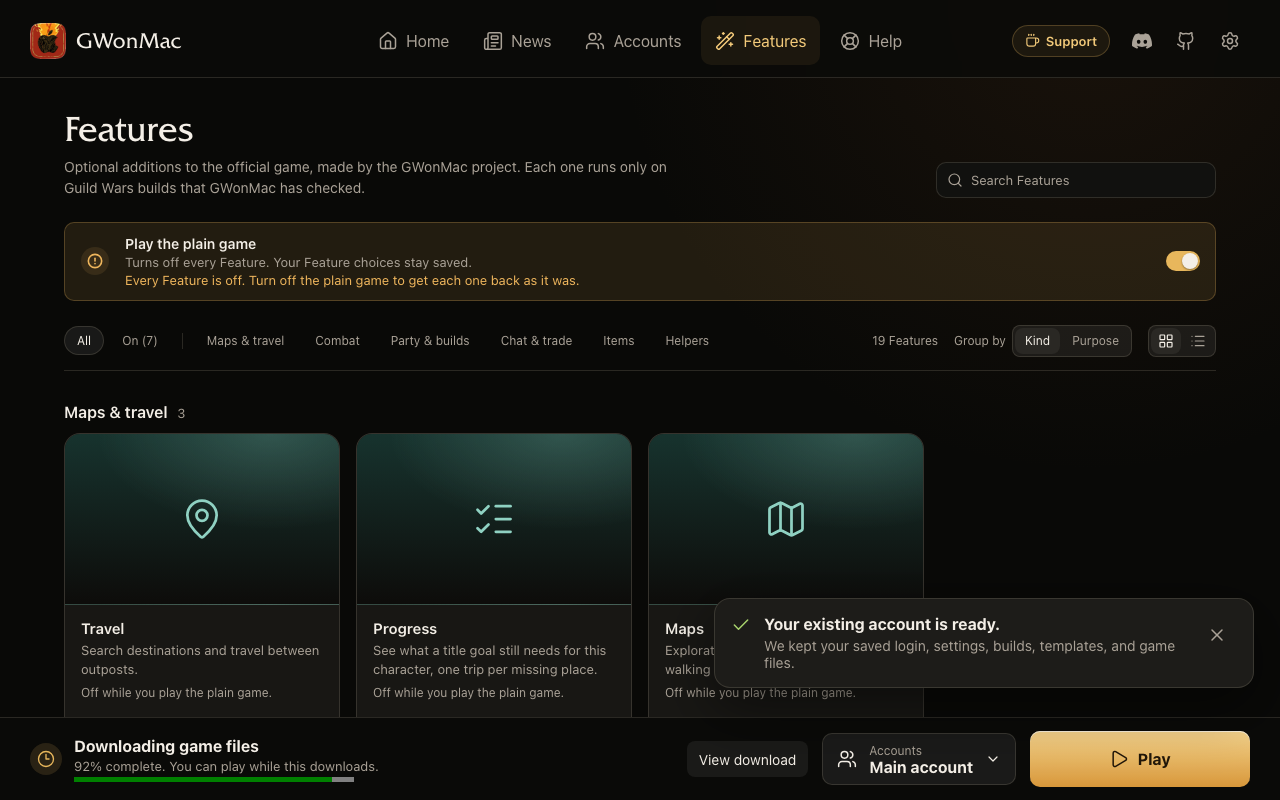 GWonMac
Home
News
Accounts
Features
Help
Support
Features
Optional additions to the official game, made by the GWonMac project. Each one runs only on
Guild Wars builds that GWonMac has checked.
Search Features
Play the plain game
Turns off every Feature. Your Feature choices stay saved.
Every Feature is off. Turn off the plain game to get each one back as it was.
All
On (7)
Maps & travel
Combat
Party & builds
Chat & trade
Items
Helpers
19 Features
Group by
Kind
Purpose
Maps & travel 3
Travel
Search destinations and travel between
outposts.
Off while you play the plain game.
Progress
See what a title goal still needs for this
character, one trip per missing place.
Off while you play the plain game.
Maps
walking
Off while you play the plain game.
Your existing account is ready.
We kept your saved login, settings, builds, templates, and game
files.
Downloading game files
92% complete. You can play while this downloads.
View download
Accounts
Main account
Play